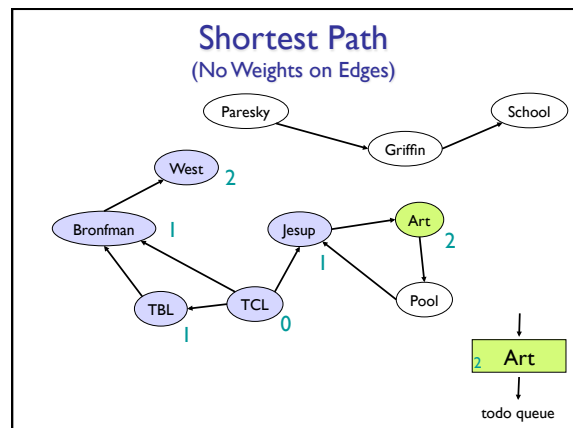 Shortest Path
(No Weights on Edges)
Paresky
School
Griffin
West
2
Bronfman
1
Jesup
1
Art
2
TBL
1
TCL
0
Pool
2 Art
todo queue